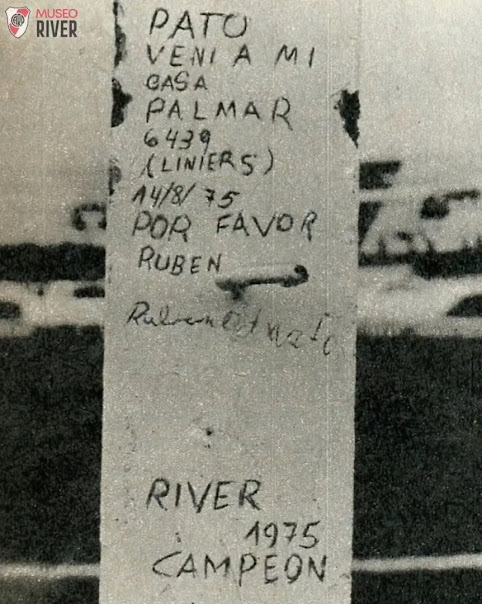 MUSEO
RIVER
PATO
VENI A MI
CASA
PALMAR
6439
(LINIERS)
14/8/75
POR FAVOR
RUBEN
RIVER
1975
CAMPEON